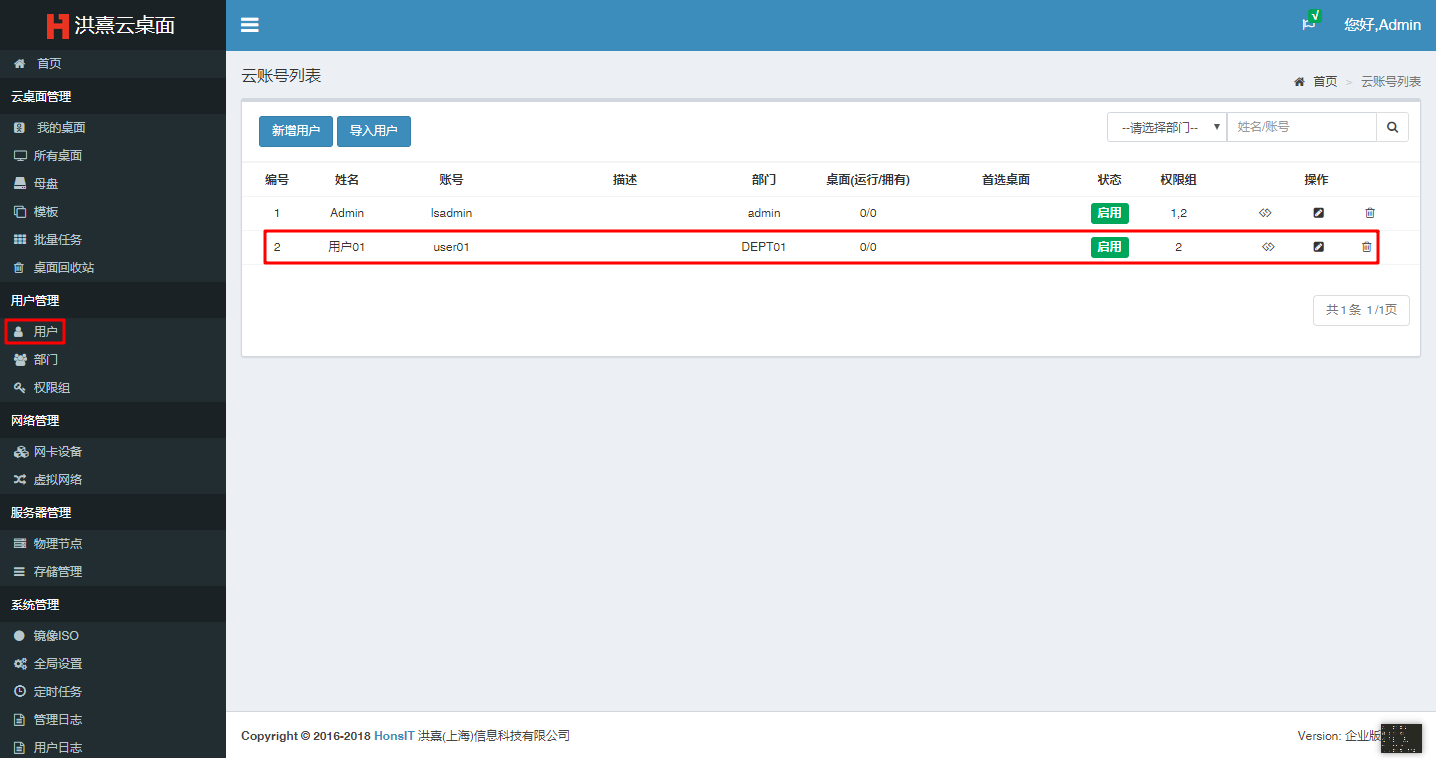 洪熹云桌面
√
您好,Admin
首页
云桌面管理
我的桌面
所有桌面
母盘
模板
批量任务
桌面回收站
用户管理
用户
部门
权限组
网络管理
网卡设备
虚拟网络
服务器管理
物理节点
存储管理
系统管理
镜像ISO
全局设置
定时任务
管理日志
用户日志
云账号列表
首页 > 云账号列表
新增用户 导入用户
--请选择部门-- 姓名/账号
编号 姓名 账号 描述 部门 桌面(运行/拥有) 首选桌面 状态 权限组 操作
1 Admin lsadmin admin 0/0 启用 1,2
2 用户01 user01 DEPT01 0/0 启用 2
共1条 1/1页
Copyright © 2016-2018 HonsIT 洪熹(上海)信息科技有限公司
Version: 企业版